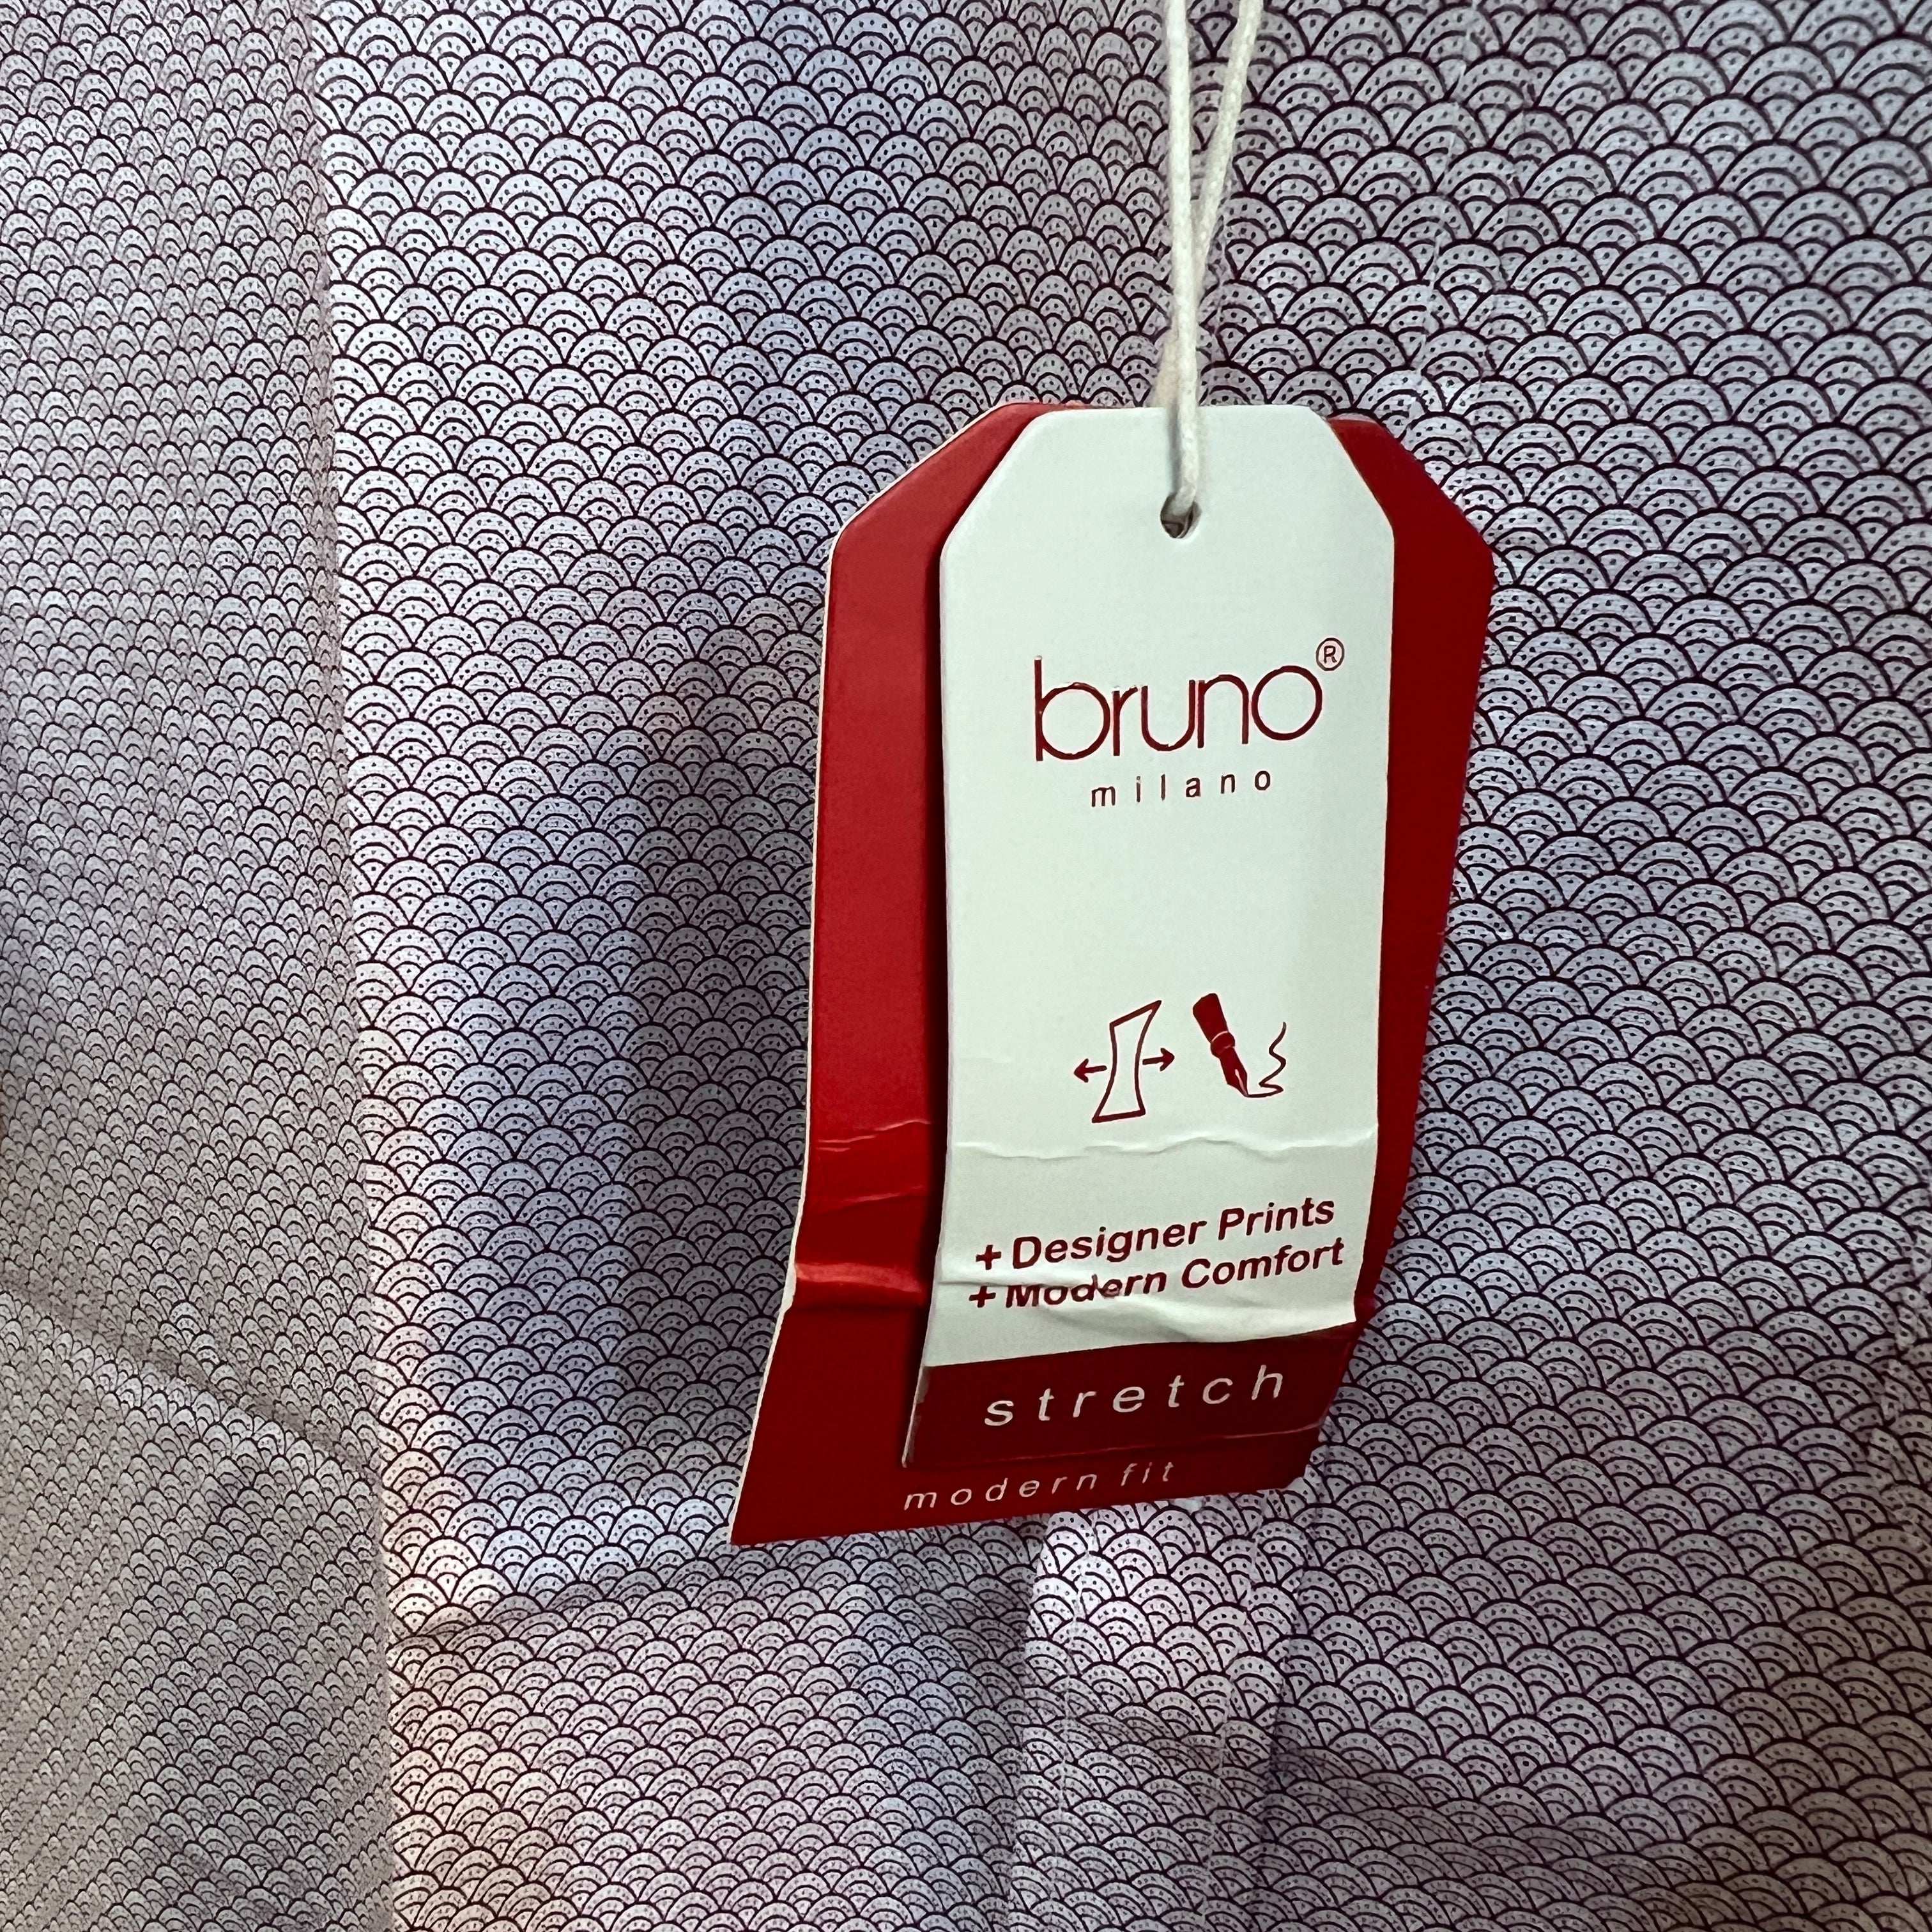 bruno®
milano
+ Designer Prints
+ Modern Comfort
stretch
modern fit